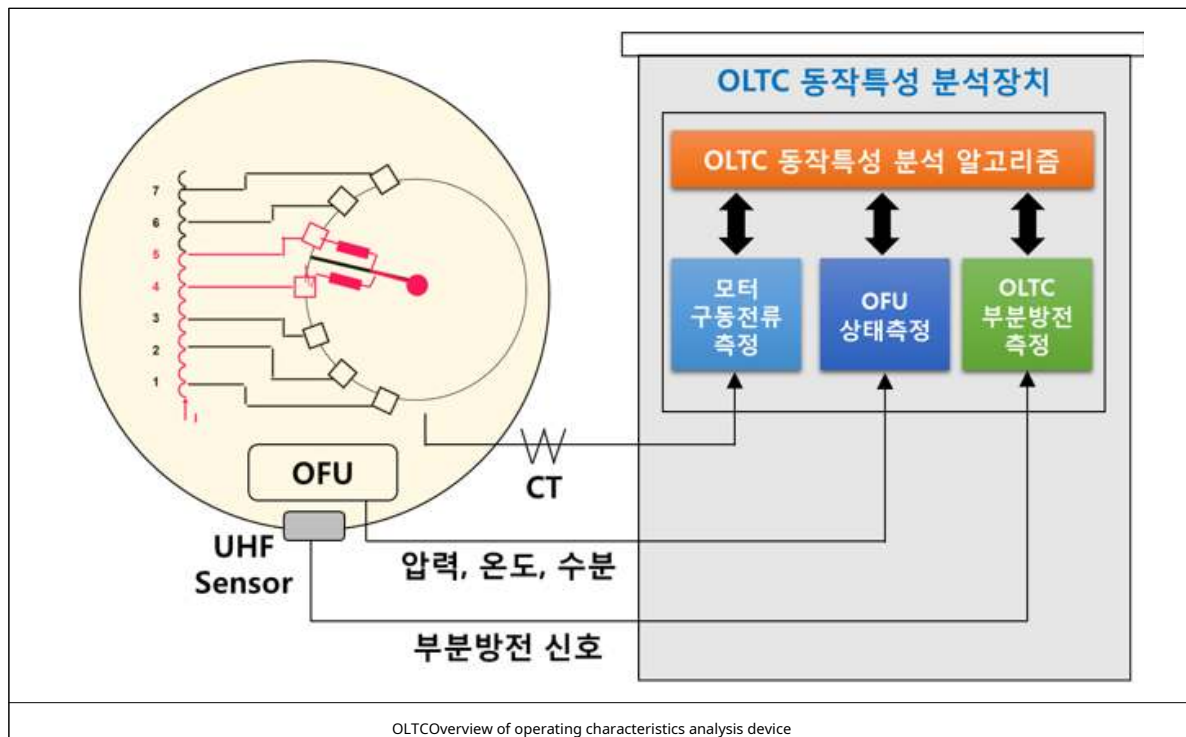 OLTC 동작특성 분석장치
OLTC 동작특성 분석 알고리즘
7
6
5
4
3
2
1
I
모터
구동전류
측정
OFU
상태측정
OLTC
부분방전
측정
CT
OFU
UHF
Sensor
압력, 온도, 수분
부분방전 신호
OLTCOverview of operating characteristics analysis device